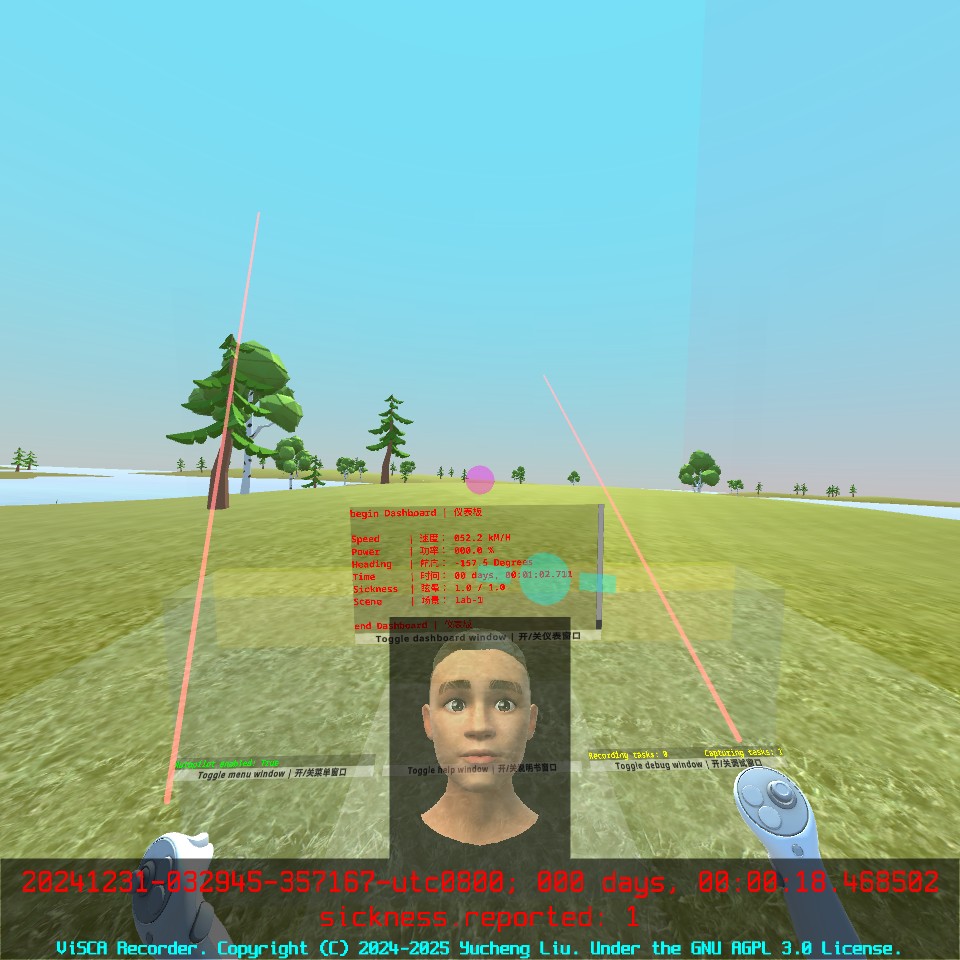 begin Dashboard | 仪表板
Speed | 速度： 052.2 kM/H
Power | 功率： 000.0 %
Heading | 方向： -157.5 Degrees
Time | 时间： 00 days, 00:01:02.711
Sickness | 眩晕： 1.0 / 1.0
Scene | 场景： lab-1
end Dashboard | 仪表板
Toggle dashboard window | 开/关仪表窗口
enabled: True
Toggle menu window | 开/关菜单窗口
Toggle help window | 开/关说明书窗口
Recording tasks: 0 Capturing tasks: 1
Toggle debug window | 开/关调试窗口
20241231-032945-357167-utc0800; 000 days, 00:00:18.468502
sickness reported: 1
ViSCA Recorder. Copyright (C) 2024-2025 Yucheng Liu. Under the GNU AGPL 3.0 License.